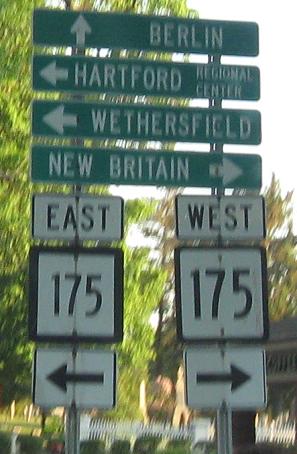 BERLIN
HARTFORD REGIONAL CENTER
WETHERSFIELD
NEW BRITAIN
EAST WEST
175 175